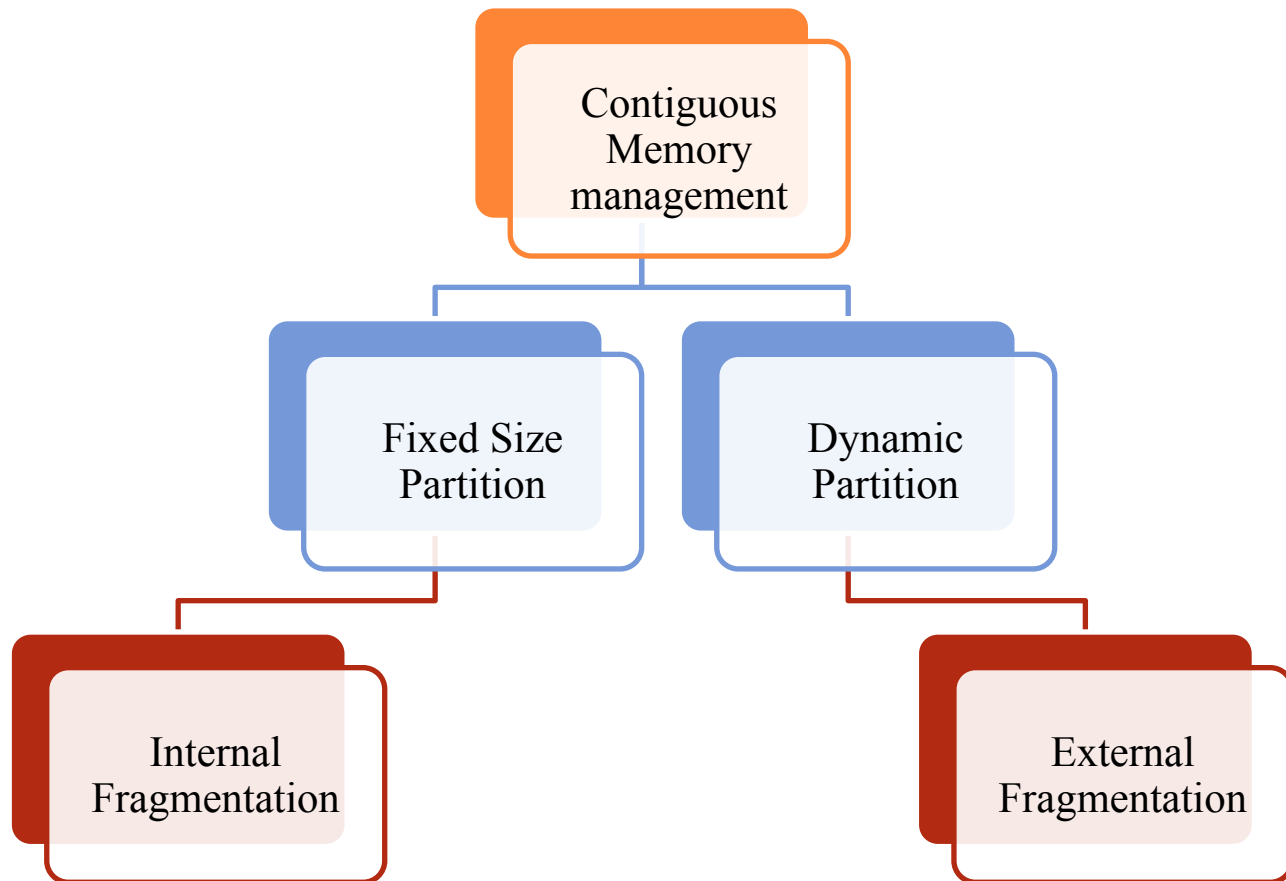 Contiguous
Memory
management
Fixed Size
Partition
Dynamic
Partition
Internal
Fragmentation
External
Fragmentation